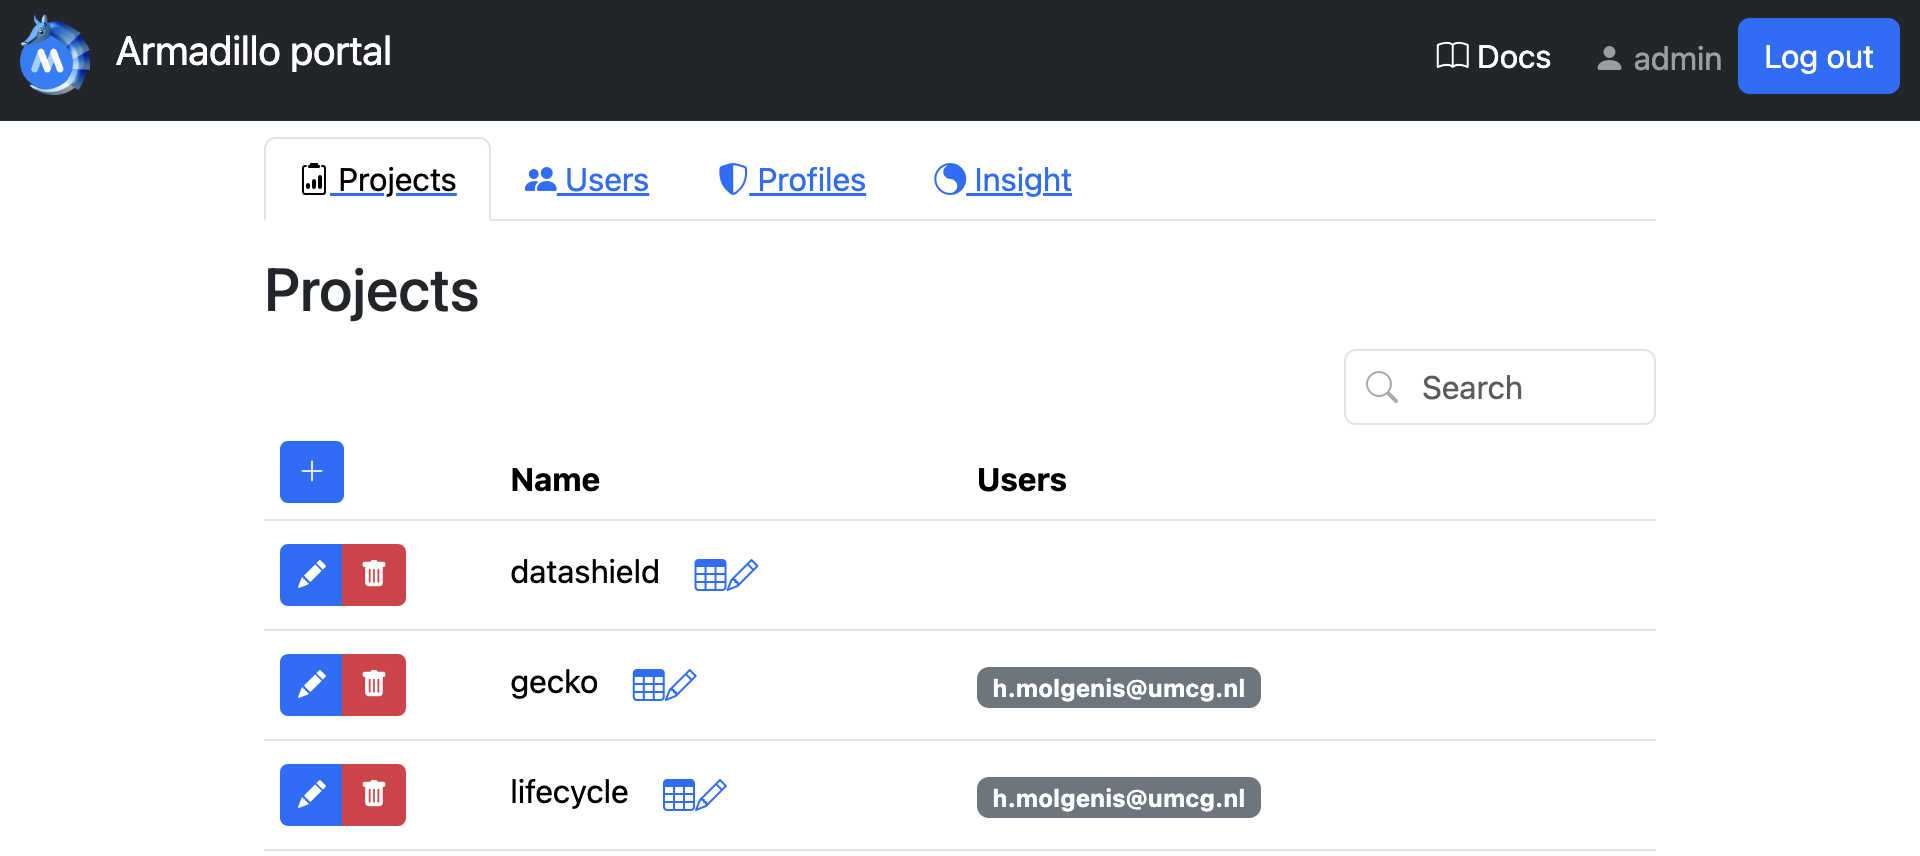 Armadillo portal
Docs
admin
Log out
Projects
Users
Profiles
Insight
Projects
Search
Name
Users
datashield
gecko
h.molgenis@umcg.nl
lifecycle
h.molgenis@umcg.nl